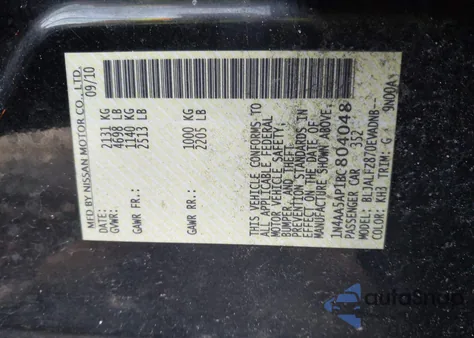 MFD BY NISSAN MOTOR CO., LTD.
DATE: 09/10
GVWR: 2131 KG
4698 LB
GAWR FR: 1140 KG
2513 LB
GAWR RR: 1000 KG
2205 LB
THIS VEHICLE CONFORMS TO
ALL APPLICABLE FEDERAL
MOTOR VEHICLE SAFETY,
BUMPER, AND THEFT
PREVENTION STANDARDS IN
EFFECT ON THE DATE OF
MANUFACTURE SHOWN ABOVE.
1N4AA5AP1BC804048
PASSENGER CAR 352
MODEL: BLJALFZ870EVMADNB--
COLOR: KH3 TRIM: G 9N00A
autoSnap